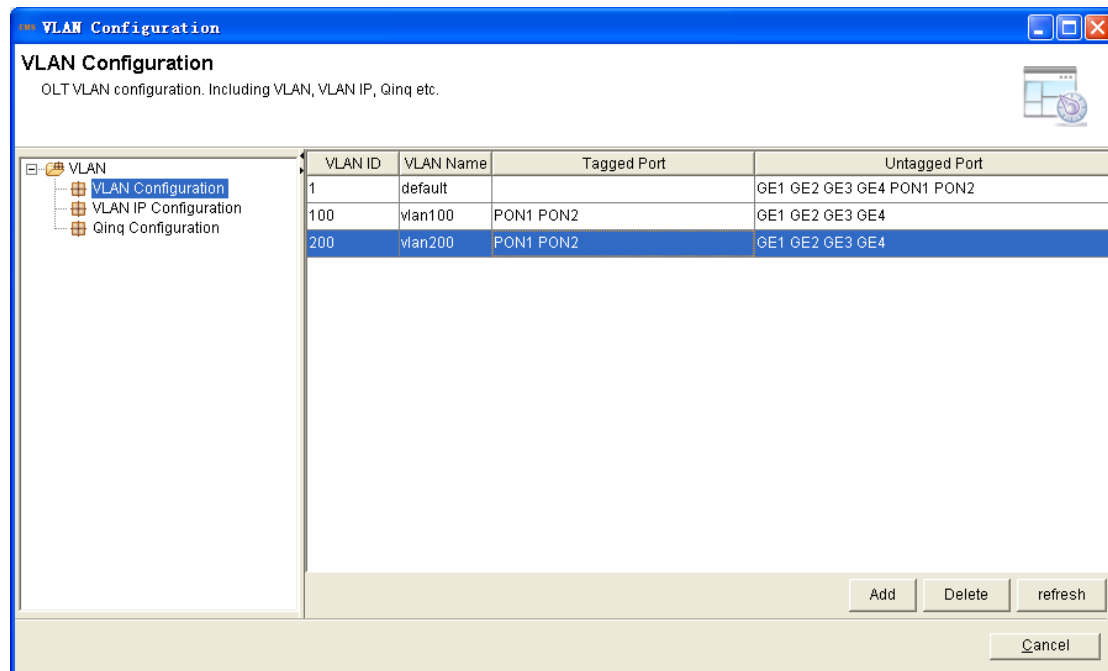 EMS VLAN Configuration
VLAN Configuration
OLT VLAN configuration. Including VLAN, VLAN IP, Qinq etc.
VLAN
VLAN Configuration
VLAN IP Configuration
Qinq Configuration
VLAN ID VLAN Name Tagged Port Untagged Port
1 default GE1 GE2 GE3 GE4 PON1 PON2
100 vlan100 PON1 PON2 GE1 GE2 GE3 GE4
200 vlan200 PON1 PON2 GE1 GE2 GE3 GE4
Add Delete refresh
Cancel